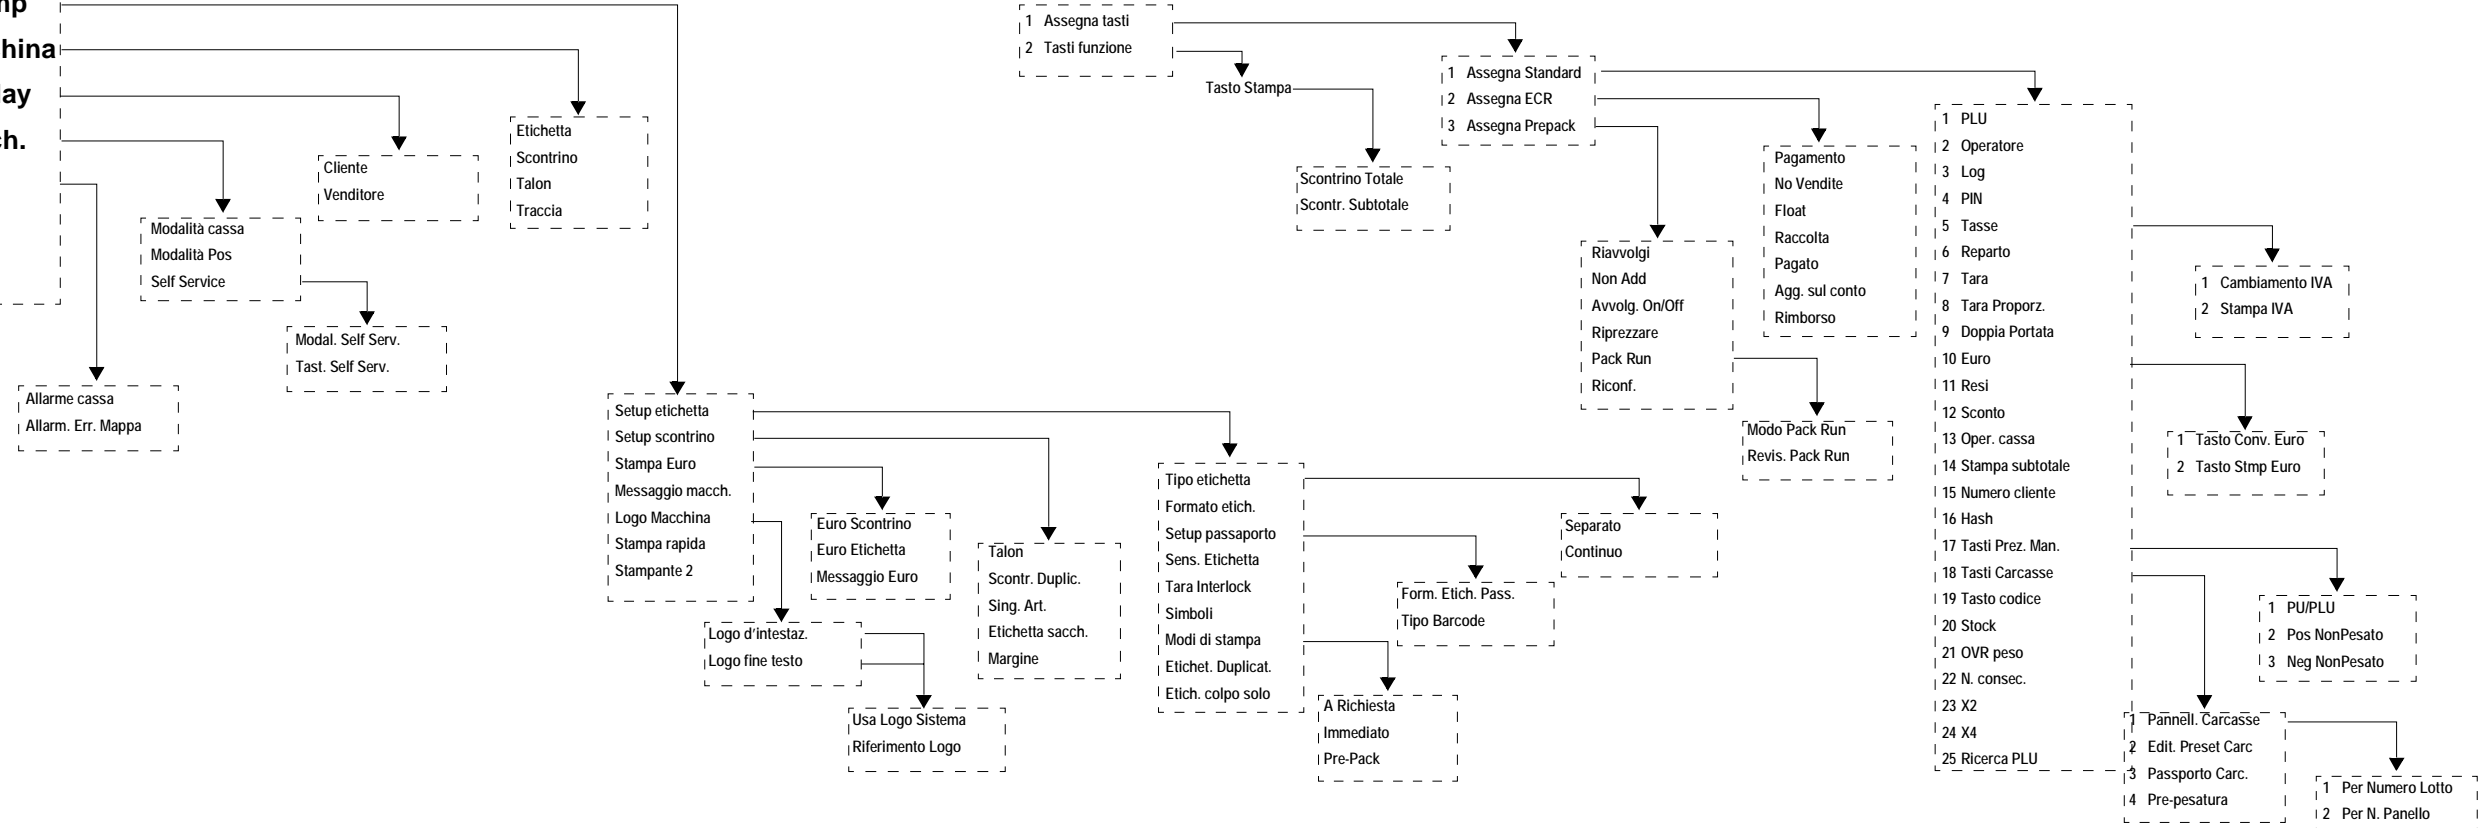 mp
hina
lay
ch.
Allarme cassa
Allarm. Err. Mappa
Modalità cassa
Modalità Pos
Self Service
Modal. Self Serv.
Tast. Self Serv.
Cliente
Venditore
Etichetta
Scontrino
Talon
Traccia
Setup etichetta
Setup scontrino
Stampa Euro
Messaggio macch.
Logo Macchina
Stampa rapida
Stampante 2
Logo d'intestaz.
Logo fine testo
Usa Logo Sistema
Riferimento Logo
Euro Scontrino
Euro Etichetta
Messaggio Euro
Talon
Scontr. Duplic.
Sing. Art.
Etichetta sacch.
Margine
Tipo etichetta
Formato etich.
Setup passaporto
Sens. Etichetta
Tara Interlock
Simboli
Modi di stampa
Etichet. Duplicat.
Etich. colpo solo
A Richiesta
Immediato
Pre-Pack
Form. Etich. Pass.
Tipo Barcode
Separato
Continuo
1 Assegna tasti
2 Tasti funzione
Tasto Stampa
Scontrino Totale
Scontr. Subtotale
1 Assegna Standard
2 Assegna ECR
3 Assegna Prepack
Riavvolgi
Non Add
Avvolg. On/Off
Riprezzare
Pack Run
Riconf.
Modo Pack Run
Revis. Pack Run
Pagamento
No Vendite
Float
Raccolta
Pagato
Agg. sul conto
Rimborso
1 PLU
2 Operatore
3 Log
4 PIN
5 Tasse
6 Reparto
7 Tara
8 Tara Proporz.
9 Doppia Portata
10 Euro
11 Resi
12 Sconto
13 Oper. cassa
14 Stampa subtotale
15 Numero cliente
16 Hash
17 Tasti Prez. Man.
18 Tasti Carcasse
19 Tasto codice
20 Stock
21 OVR peso
22 N. consec.
23 X2
24 X4
25 Ricerca PLU
1 Cambiamento IVA
2 Stampa IVA
1 Tasto Conv. Euro
2 Tasto Stmp Euro
1 PU/PLU
2 Pos NonPesato
3 Neg NonPesato
1 Pannell. Carcasse
2 Edit. Preset Carc
3 Passporto Carc.
4 Pre-pesatura
1 Per Numero Lotto
2 Per N. Panello